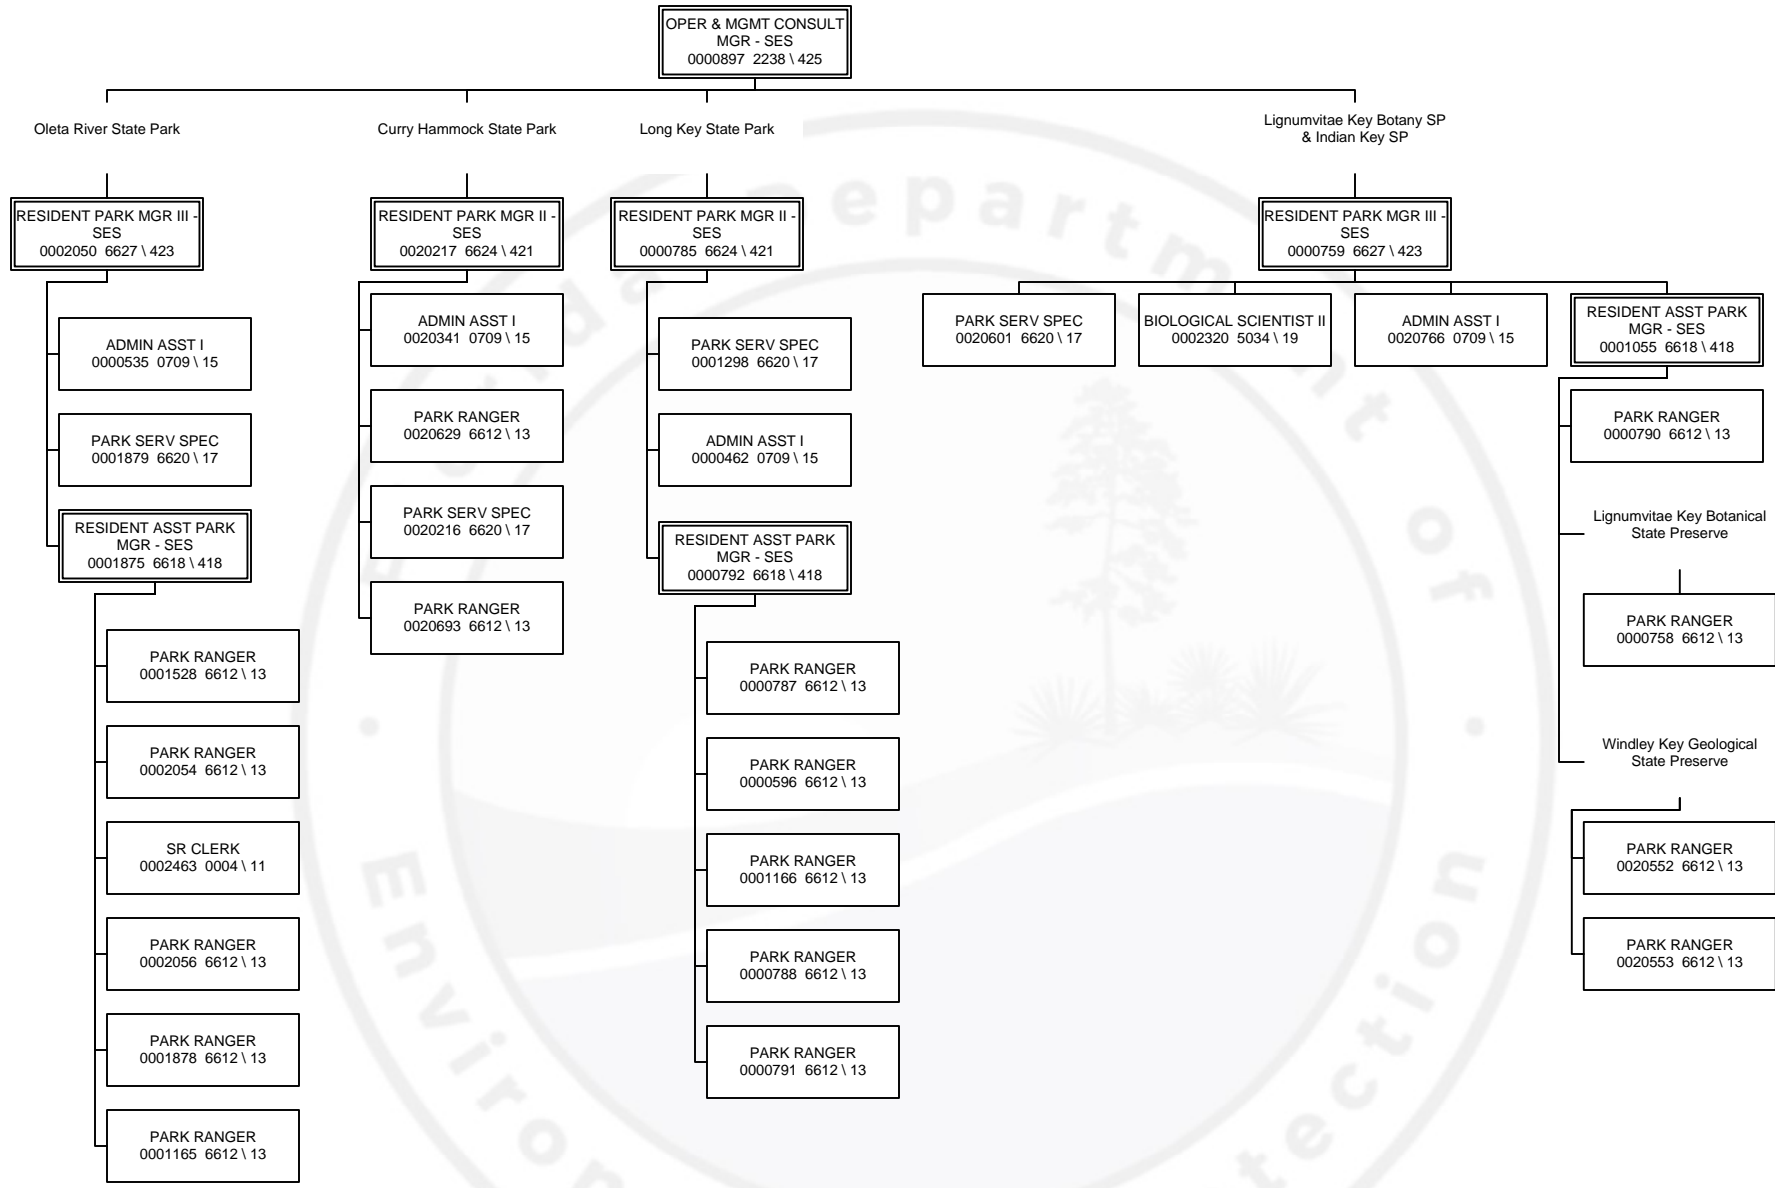 OPER & MGMT CONSULT
MGR - SES
0000897 2238 \ 425
Oleta River State Park
RESIDENT PARK MGR III -
SES
0002050 6627 \ 423
ADMIN ASST I
0000535 0709 \ 15
PARK SERV SPEC
0001879 6620 \ 17
RESIDENT ASST PARK
MGR - SES
0001875 6618 \ 418
PARK RANGER
0001528 6612 \ 13
PARK RANGER
0002054 6612 \ 13
SR CLERK
0002463 0004 \ 11
PARK RANGER
0002056 6612 \ 13
PARK RANGER
0001878 6612 \ 13
PARK RANGER
0001165 6612 \ 13
Curry Hammock State Park
RESIDENT PARK MGR II -
SES
0020217 6624 \ 421
ADMIN ASST I
0020341 0709 \ 15
PARK RANGER
0020629 6612 \ 13
PARK SERV SPEC
0020216 6620 \ 17
PARK RANGER
0020693 6612 \ 13
Long Key State Park
RESIDENT PARK MGR II -
SES
0000785 6624 \ 421
PARK SERV SPEC
0001298 6620 \ 17
ADMIN ASST I
0000462 0709 \ 15
RESIDENT ASST PARK
MGR - SES
0000792 6618 \ 418
PARK RANGER
0000787 6612 \ 13
PARK RANGER
0000596 6612 \ 13
PARK RANGER
0001166 6612 \ 13
PARK RANGER
0000788 6612 \ 13
PARK RANGER
0000791 6612 \ 13
Lignumvitae Key Botany SP
& Indian Key SP
RESIDENT PARK MGR III -
SES
0000759 6627 \ 423
PARK SERV SPEC
0020601 6620 \ 17
BIOLOGICAL SCIENTIST II
0002320 5034 \ 19
ADMIN ASST I
0020766 0709 \ 15
RESIDENT ASST PARK
MGR - SES
0001055 6618 \ 418
PARK RANGER
0000790 6612 \ 13
Lignumvitae Key Botanical
State Preserve
PARK RANGER
0000758 6612 \ 13
Windley Key Geological
State Preserve
PARK RANGER
0020552 6612 \ 13
PARK RANGER
0020553 6612 \ 13